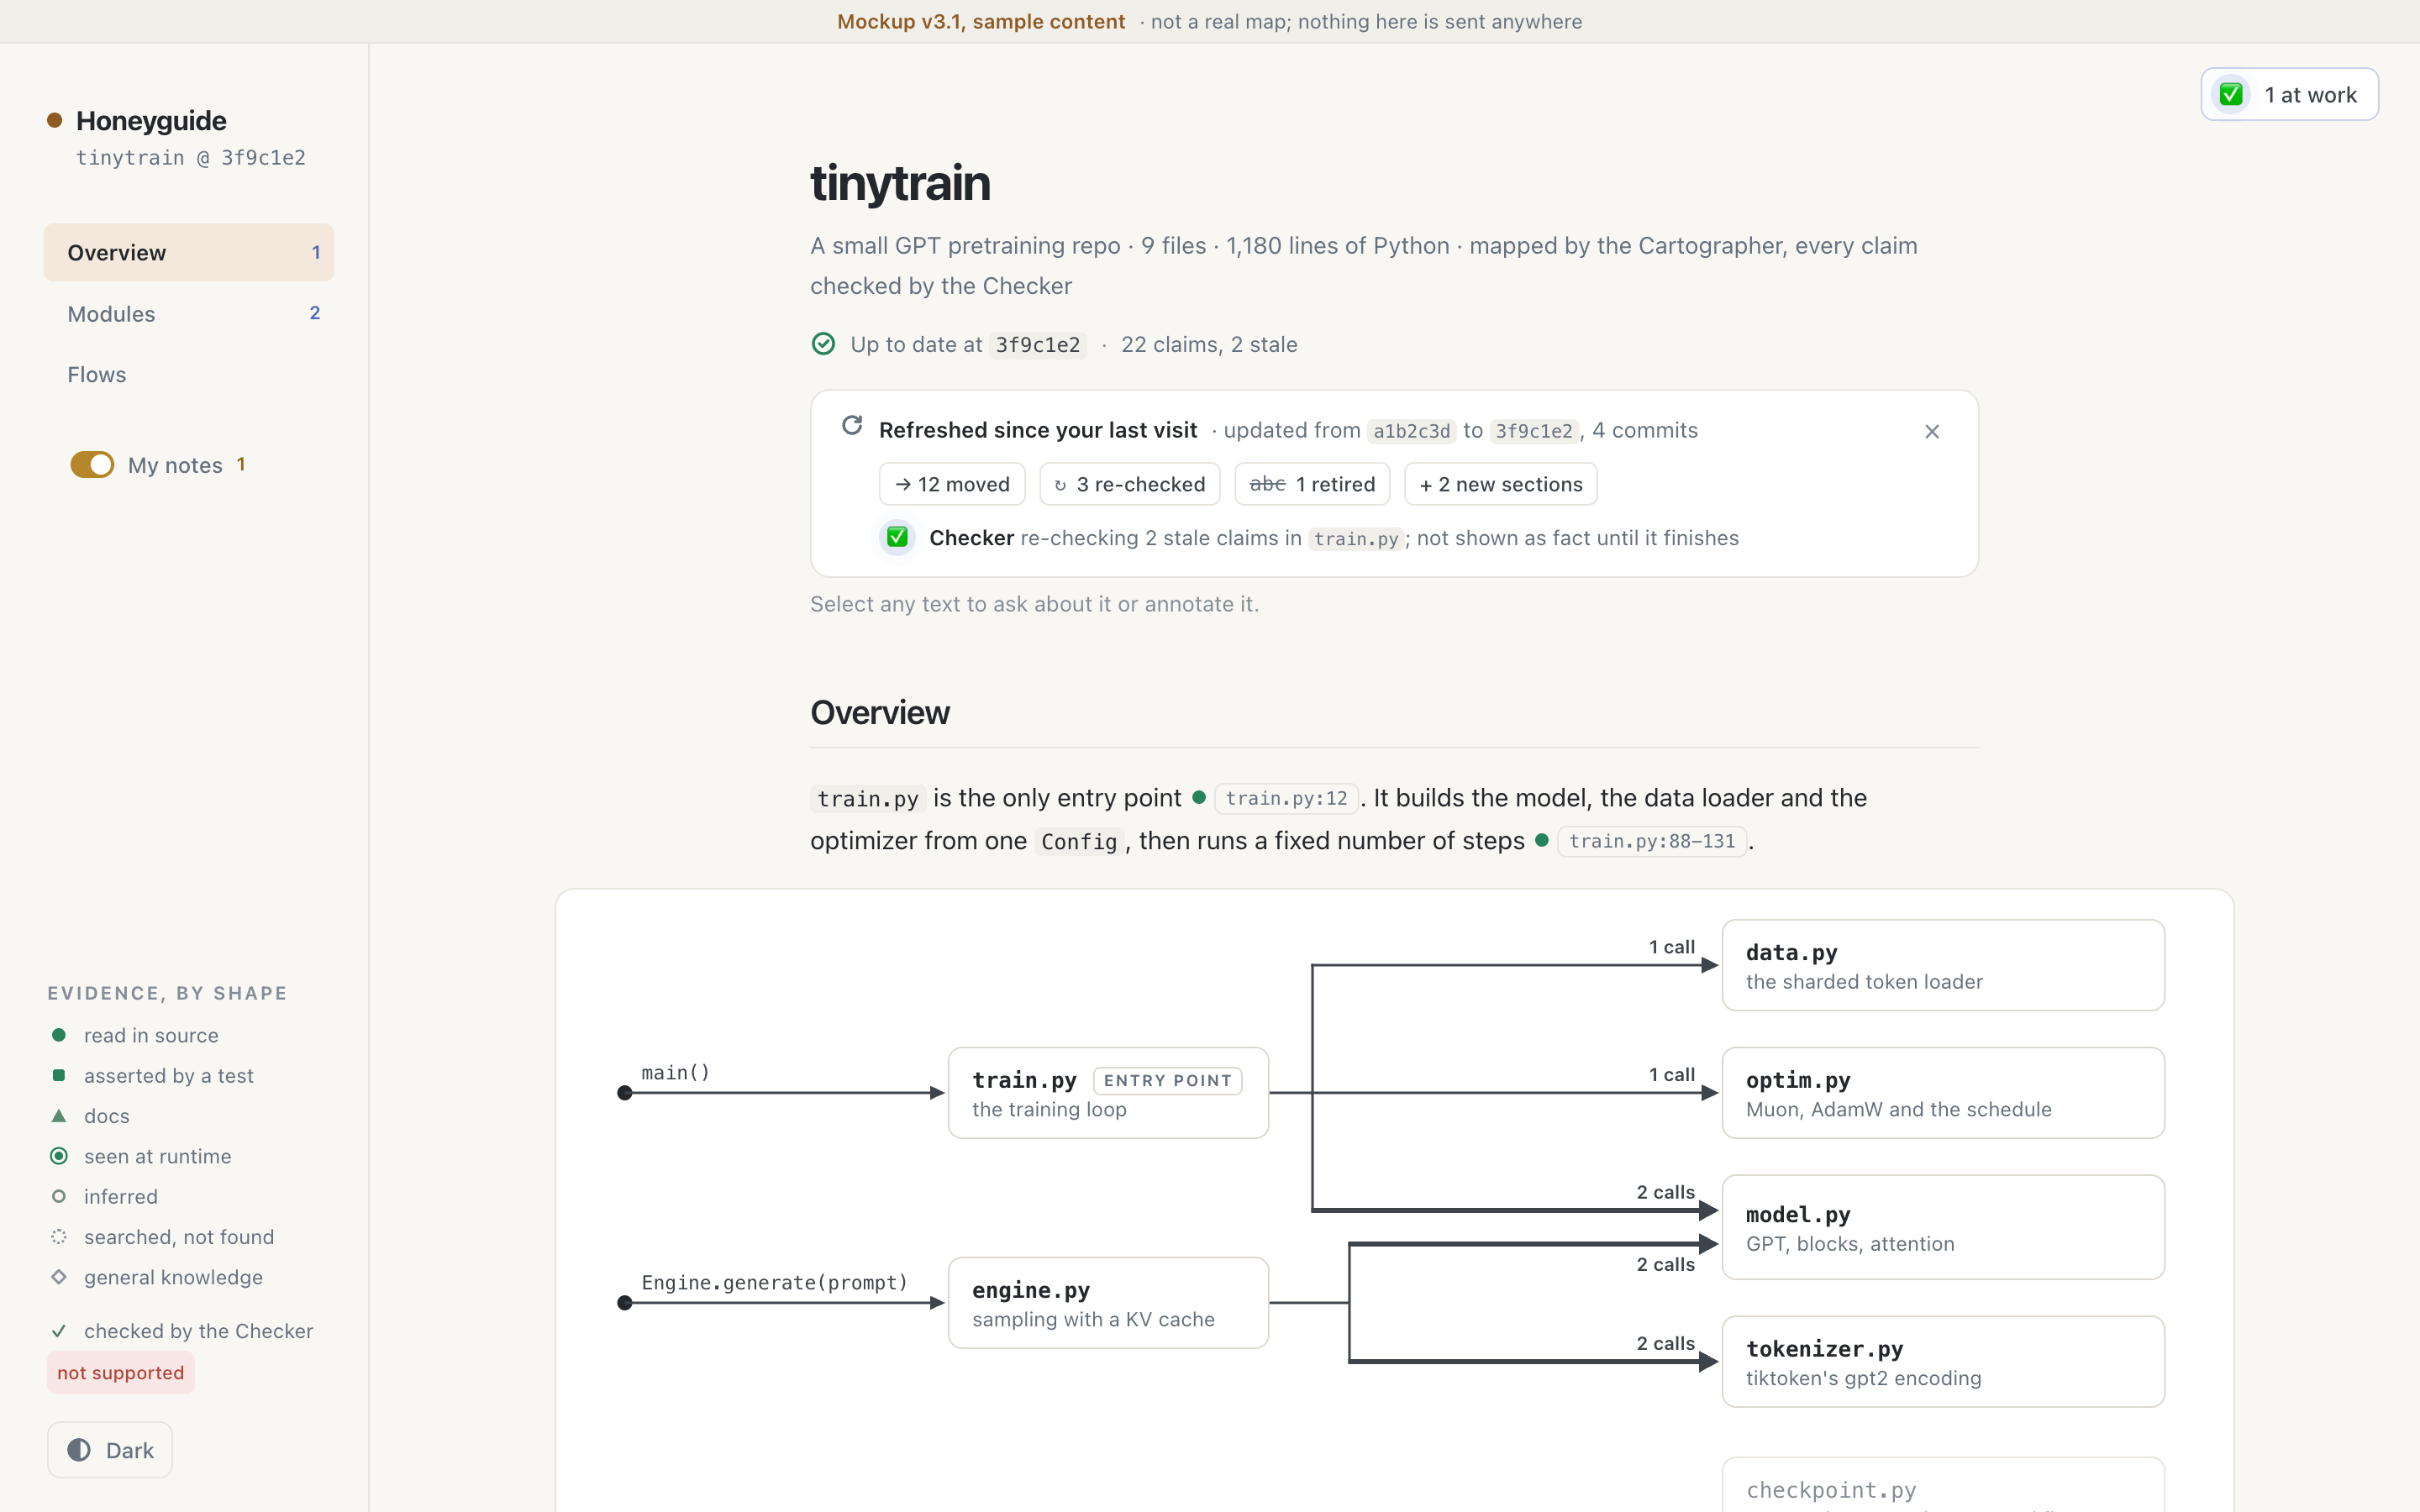 Mockup v3.1, sample content · not a real map; nothing here is sent anywhere
Honeyguide
tinytrain @ 3f9c1e2
Overview 1
Modules 2
Flows
My notes 1
EVIDENCE, BY SHAPE
read in source
asserted by a test
docs
seen at runtime
inferred
searched, not found
general knowledge
checked by the Checker
not supported
Dark
1 at work
tinytrain
A small GPT pretraining repo · 9 files · 1,180 lines of Python · mapped by the Cartographer, every claim
checked by the Checker
Up to date at 3f9c1e2 · 22 claims, 2 stale
Refreshed since your last visit · updated from a1b2c3d to 3f9c1e2, 4 commits
→ 12 moved ↻ 3 re-checked abc 1 retired + 2 new sections
Checker re-checking 2 stale claims in train.py; not shown as fact until it finishes
Select any text to ask about it or annotate it.
Overview
train.py is the only entry point train.py:12. It builds the model, the data loader and the
optimizer from one Config, then runs a fixed number of steps train.py:88–131.
1 call
data.py
the sharded token loader
main()
train.py ENTRY POINT
the training loop
1 call
optim.py
Muon, AdamW and the schedule
2 calls
model.py
GPT, blocks, attention
2 calls
Engine.generate(prompt)
engine.py
sampling with a KV cache
2 calls
tokenizer.py
tiktoken's gpt2 encoding
checkpoint.py